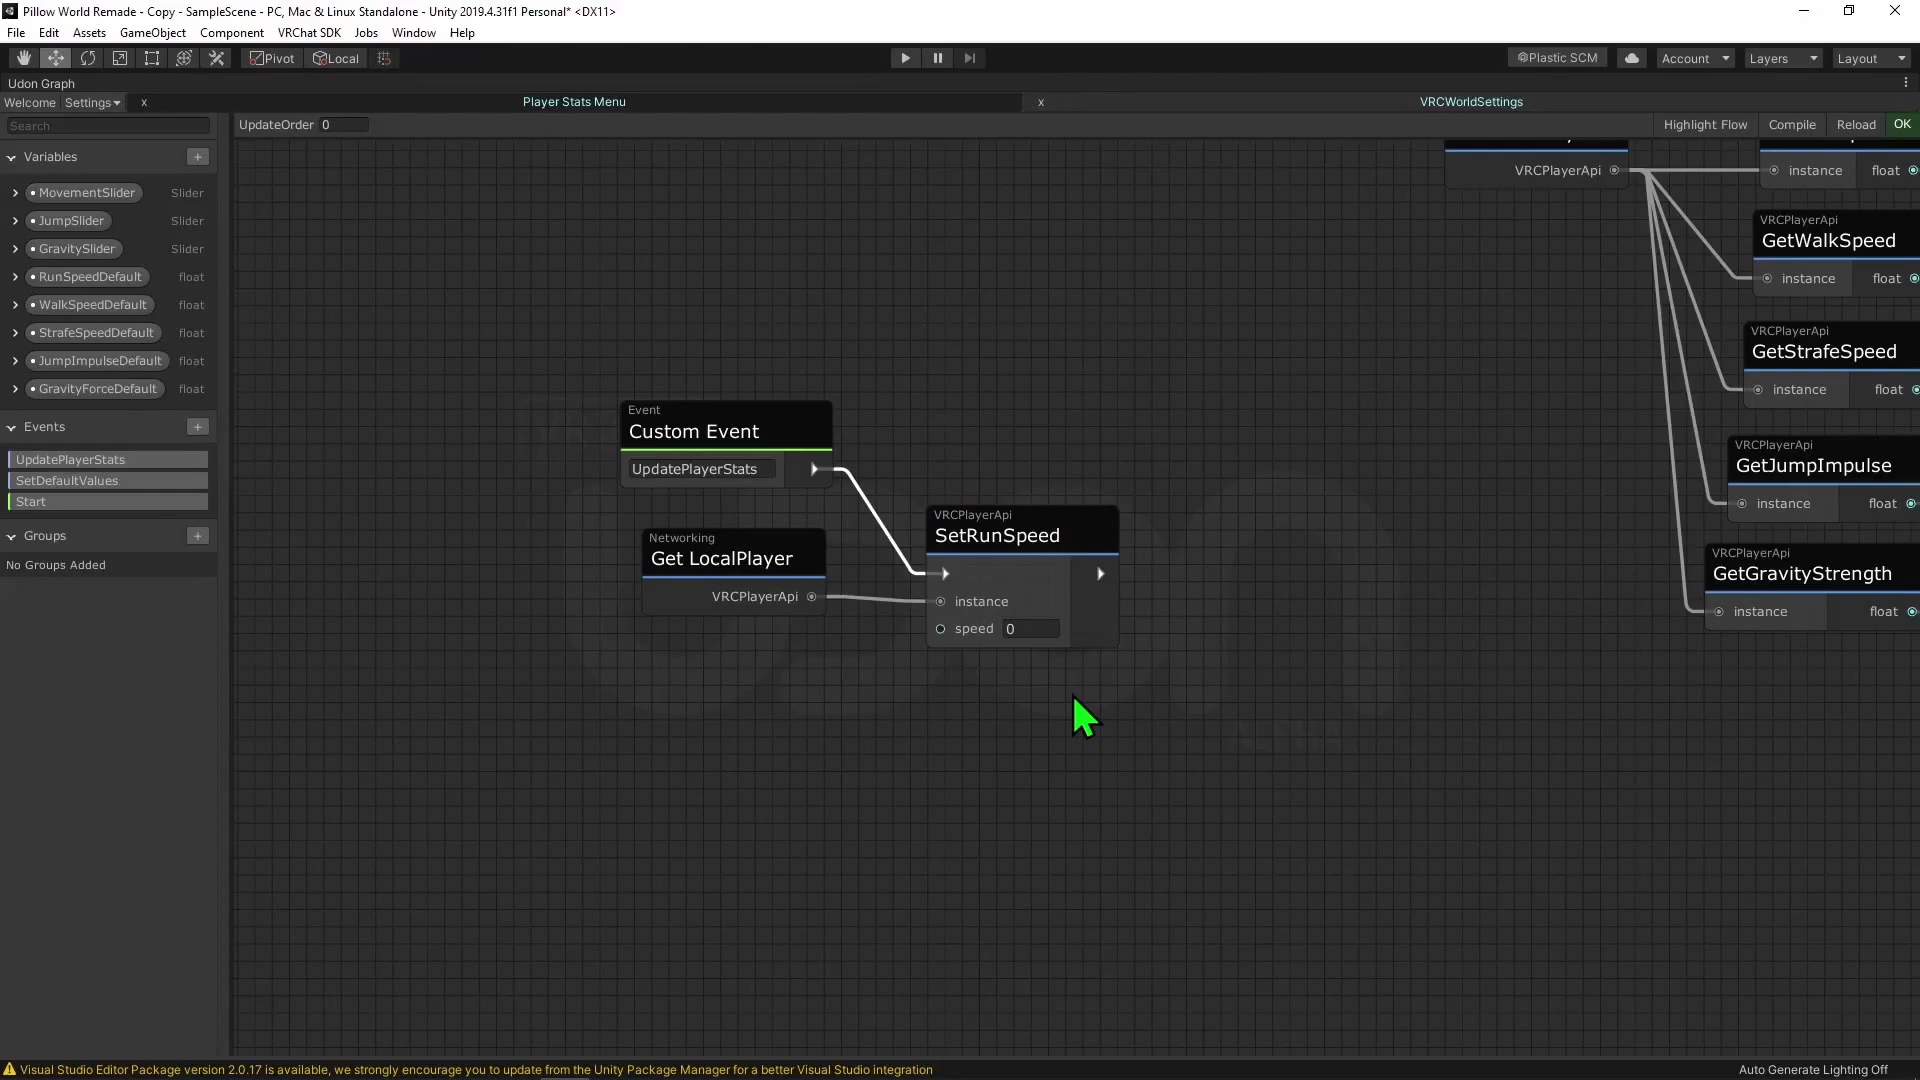 Pillow World Remade - Copy - SampleScene - PC, Mac & Linux Standalone - Unity 2019.4.31f1 Personal* <DX11>
File Edit Assets GameObject Component VRChat SDK Jobs Window Help
Pivot Local Plastic SCM Account Layers Layout
Udon Graph
Welcome Settings x Player Stats Menu x VRCWorldSettings
Search UpdateOrder 0 Highlight Flow Compile Reload OK
Variables +
MovementSlider Slider
JumpSlider Slider
GravitySlider Slider
RunSpeedDefault float
WalkSpeedDefault float
StrafeSpeedDefault float
JumpImpulseDefault float
GravityForceDefault float
Events +
UpdatePlayerStats
SetDefaultValues
Start
Groups +
No Groups Added
Event
Custom Event
UpdatePlayerStats
Networking
Get LocalPlayer
VRCPlayerApi
VRCPlayerApi
SetRunSpeed
instance
speed 0
VRCPlayerApi
instance float
VRCPlayerApi
GetWalkSpeed
instance float
VRCPlayerApi
GetStrafeSpeed
instance float
VRCPlayerApi
GetJumpImpulse
instance float
VRCPlayerApi
GetGravityStrength
instance float
Visual Studio Editor Package version 2.0.17 is available, we strongly encourage you to update from the Unity Package Manager for a better Visual Studio integration
Auto Generate Lighting Off